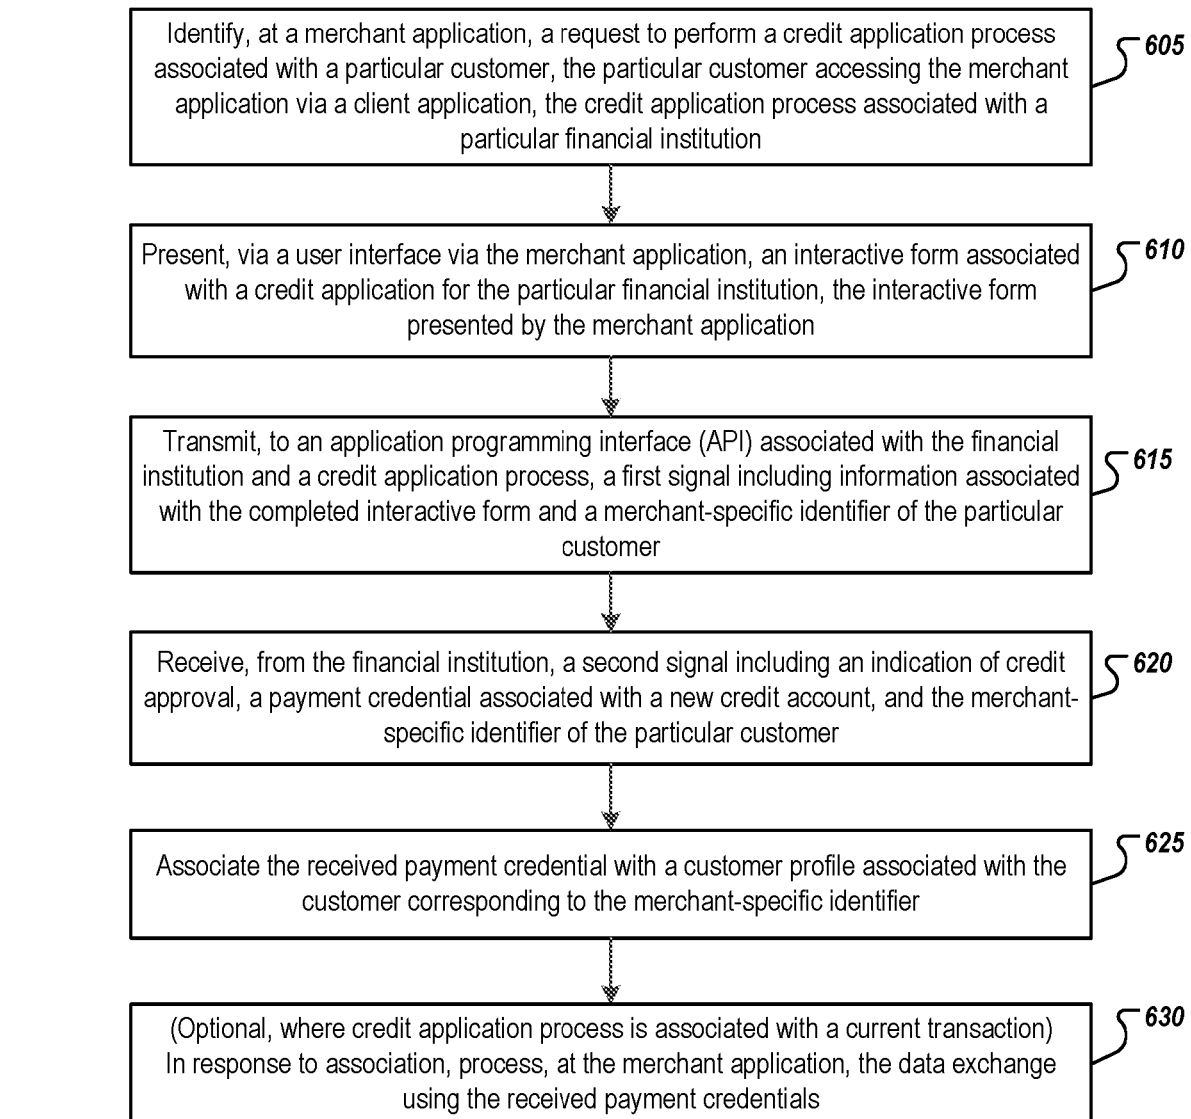 Identify, at a merchant application, a request to perform a credit application process
associated with a particular customer, the particular customer accessing the merchant
application via a client application, the credit application process associated with a
particular financial institution
605
Present, via a user interface via the merchant application, an interactive form associated
with a credit application for the particular financial institution, the interactive form
presented by the merchant application
610
Transmit, to an application programming interface (API) associated with the financial
institution and a credit application process, a first signal including information associated
with the completed interactive form and a merchant-specific identifier of the particular
customer
615
Receive, from the financial institution, a second signal including an indication of credit
approval, a payment credential associated with a new credit account, and the merchant-
specific identifier of the particular customer
620
Associate the received payment credential with a customer profile associated with the
customer corresponding to the merchant-specific identifier
625
(Optional, where credit application process is associated with a current transaction)
In response to association, process, at the merchant application, the data exchange
using the received payment credentials
630